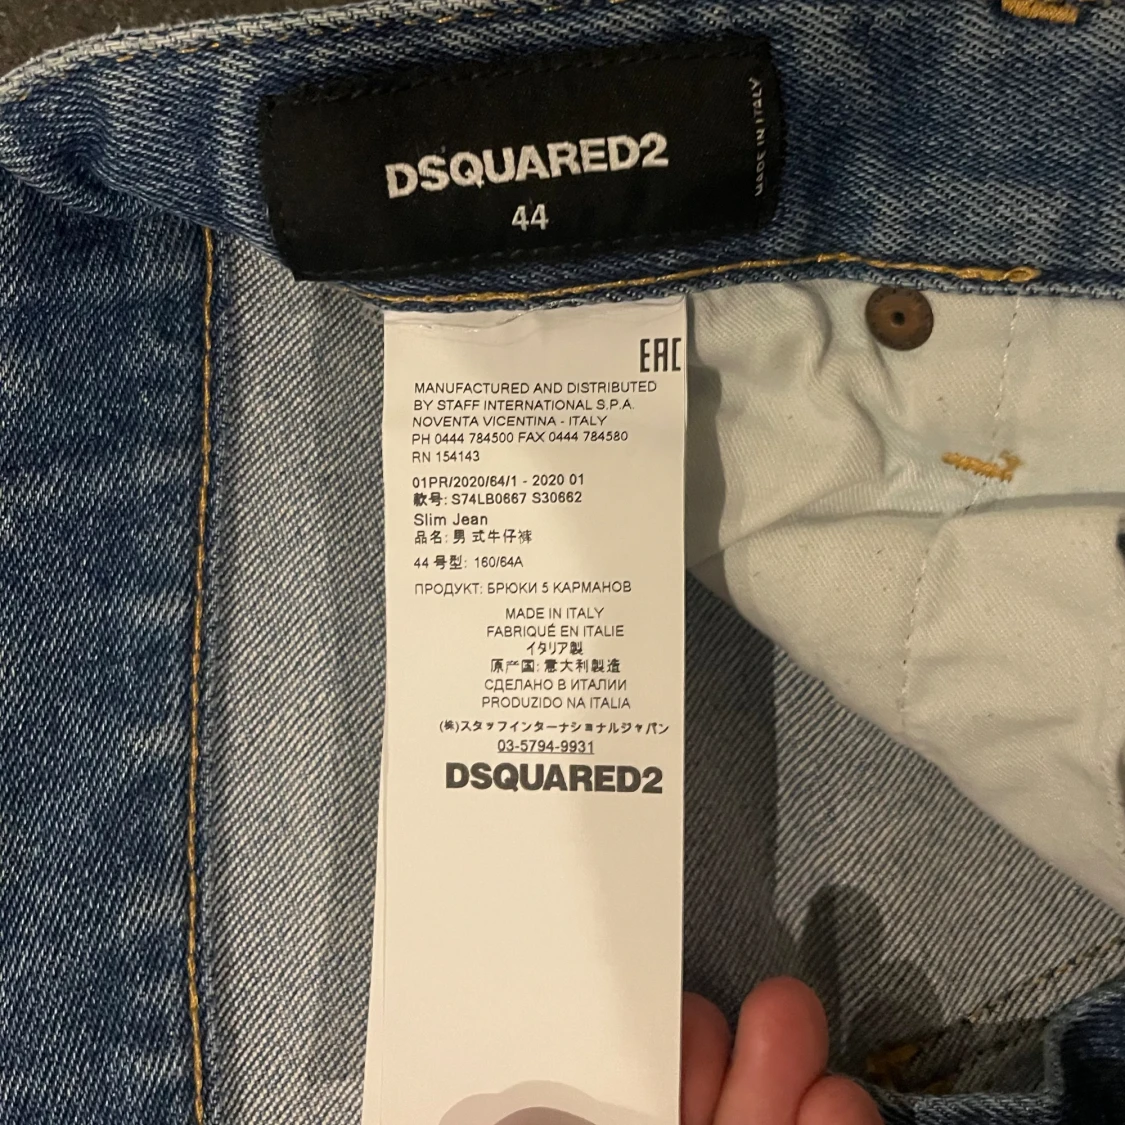 DSQUARED2
44
MADE IN ITALY
EAC
MANUFACTURED AND DISTRIBUTED
BY STAFF INTERNATIONAL S.P.A.
NOVENTA VICENTINA - ITALY
PH 0444 784500 FAX 0444 784580
RN 154143
01PR/2020/64/1 - 2020 01
款号: S74LB0667 S30662
Slim Jean
品名: 男 式牛仔裤
44 号型: 160/64A
ПРОДУКТ: БРЮКИ 5 КАРМАНОВ
MADE IN ITALY
FABRIQUÉ EN ITALIE
イタリア製
原产国: 意大利製造
СДЕЛАНО В ИТАЛИИ
PRODUZIDO NA ITALIA
(株)スタッフインターナショナルジャパン
03-5794-9931
DSQUARED2